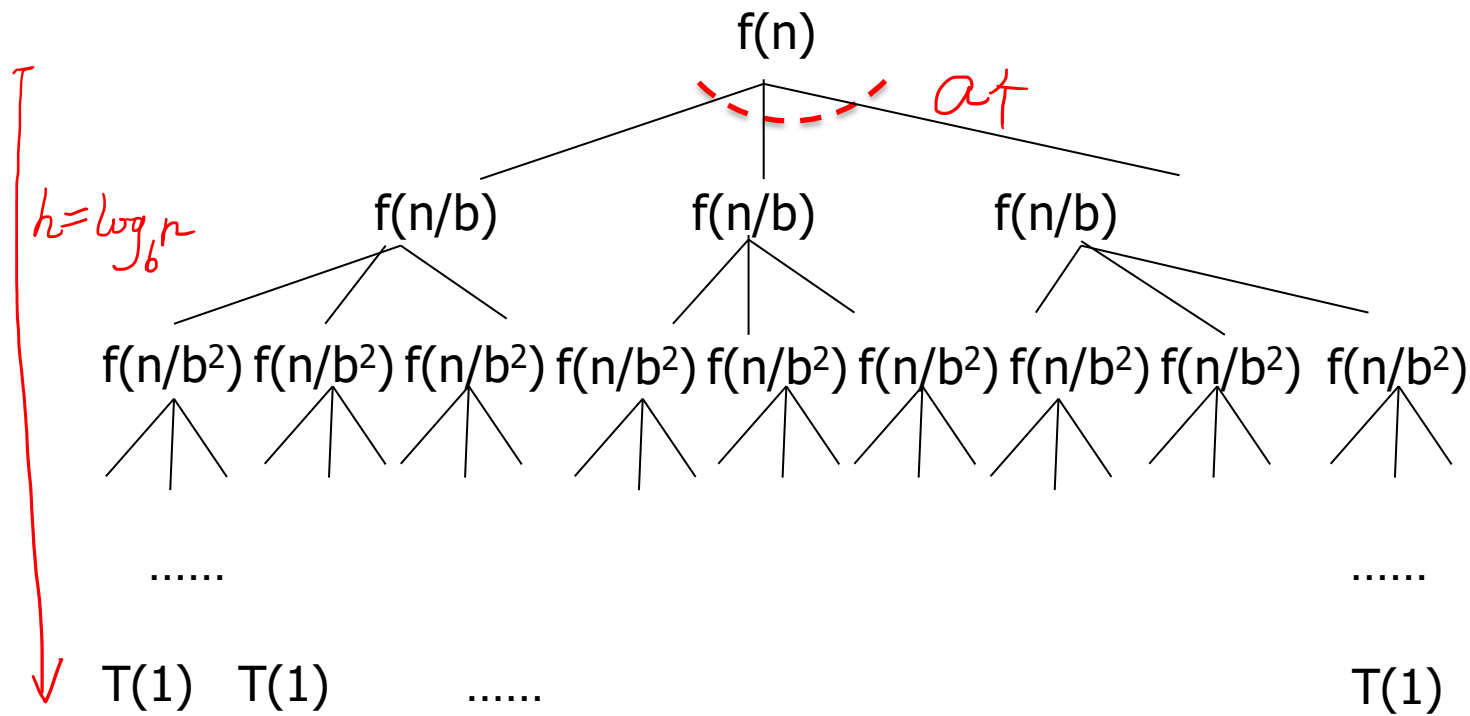 f(n)
a个
h=log_b n
f(n/b) f(n/b) f(n/b)
f(n/b²) f(n/b²) f(n/b²) f(n/b²) f(n/b²) f(n/b²) f(n/b²) f(n/b²) f(n/b²)
...... ......
T(1) T(1) ...... T(1)